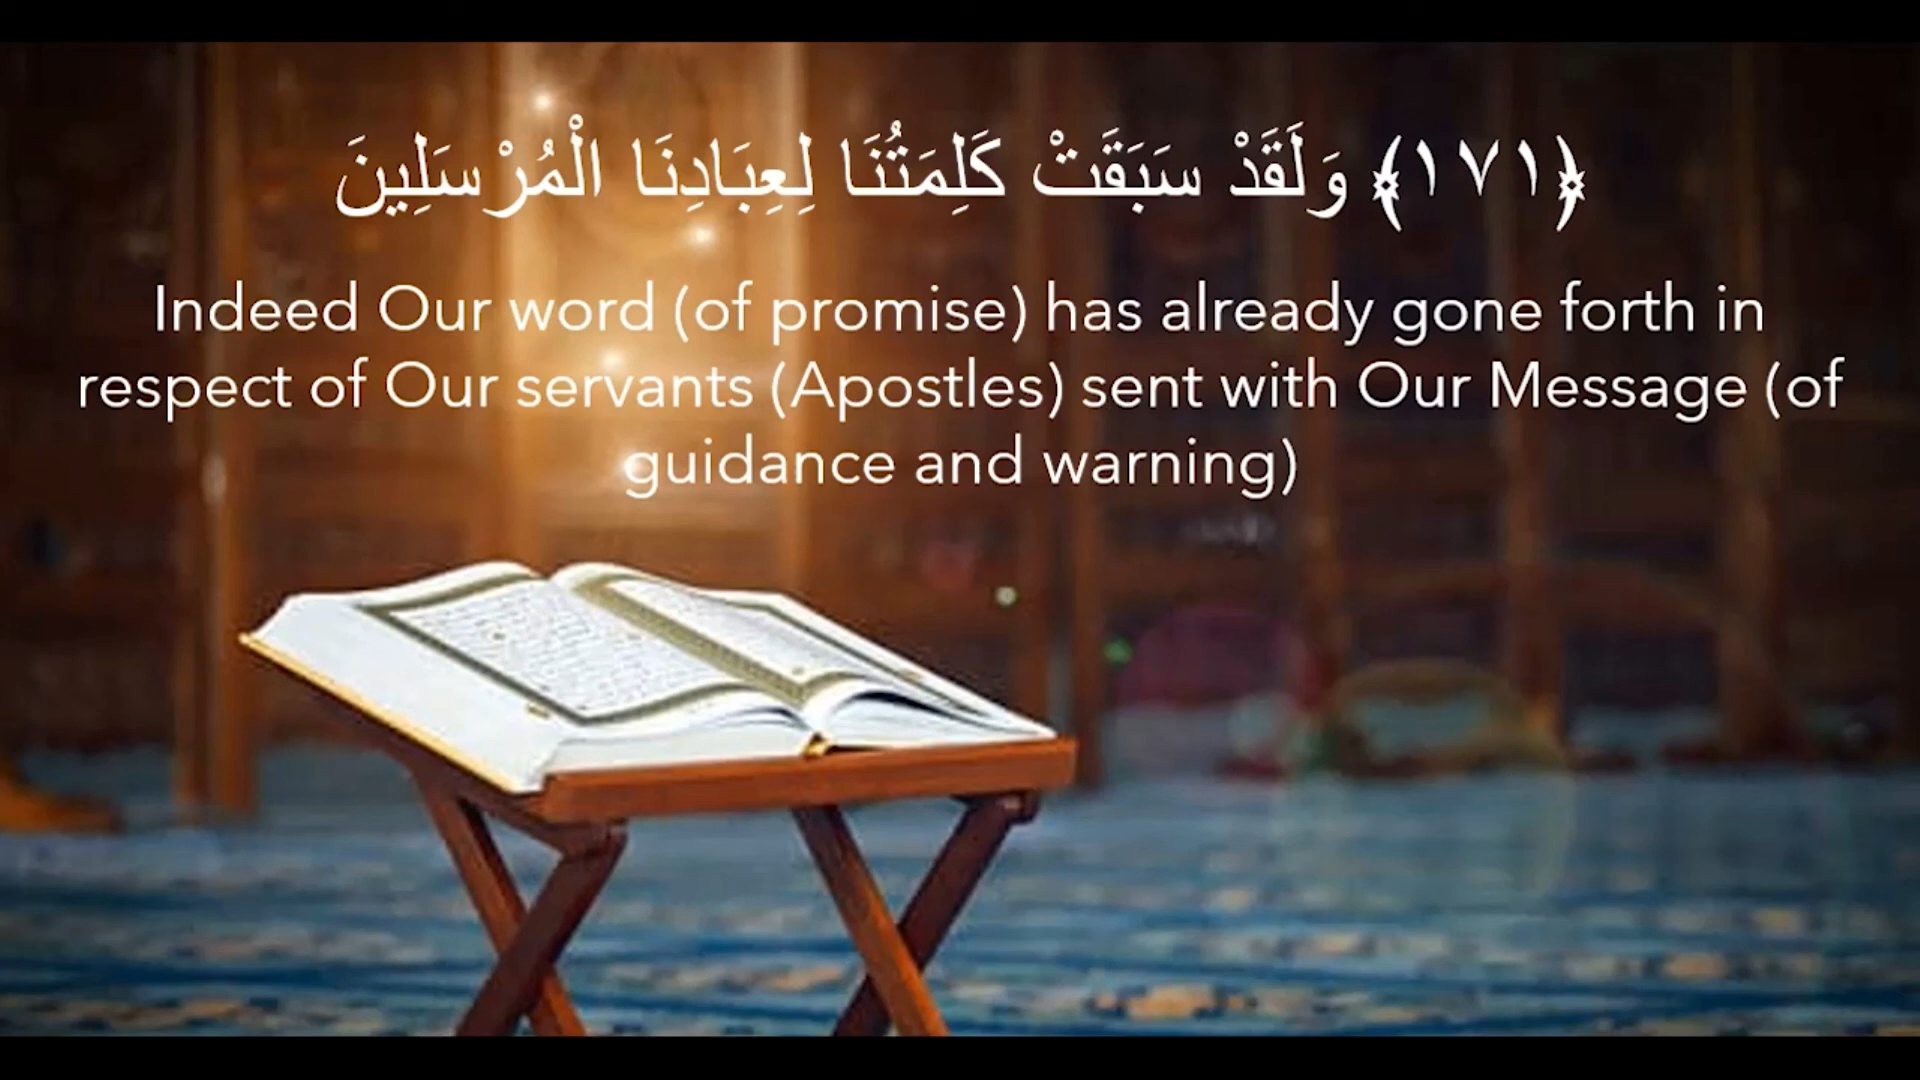 ﴿١٧١﴾ وَلَقَدْ سَبَقَتْ كَلِمَتُنَا لِعِبَادِنَا الْمُرْسَلِينَ
Indeed Our word (of promise) has already gone forth in
respect of Our servants (Apostles) sent with Our Message (of
guidance and warning)